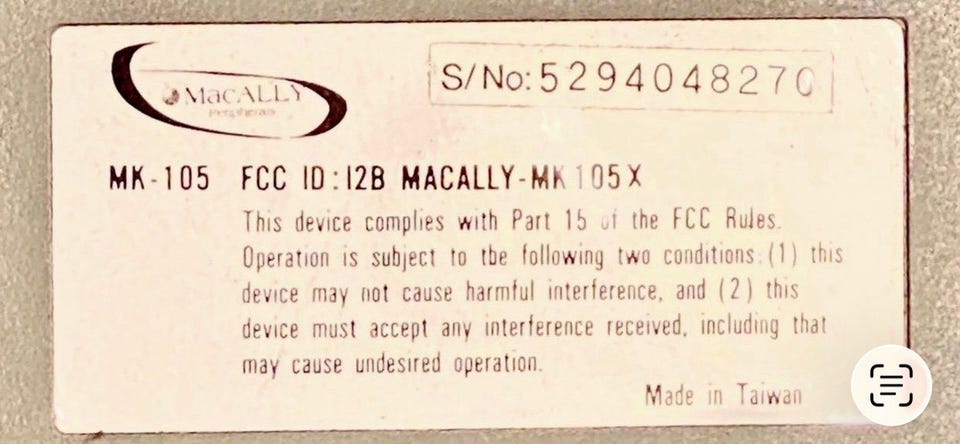 MacALLY
Peripherals
S/No: 5294048270
MK-105 FCC ID : I2B MACALLY-MK105X
This device complies with Part 15 of the FCC Rules.
Operation is subject to the following two conditions: (1) this
device may not cause harmful interference, and (2) this
device must accept any interference received, including that
may cause undesired operation.
Made in Taiwan